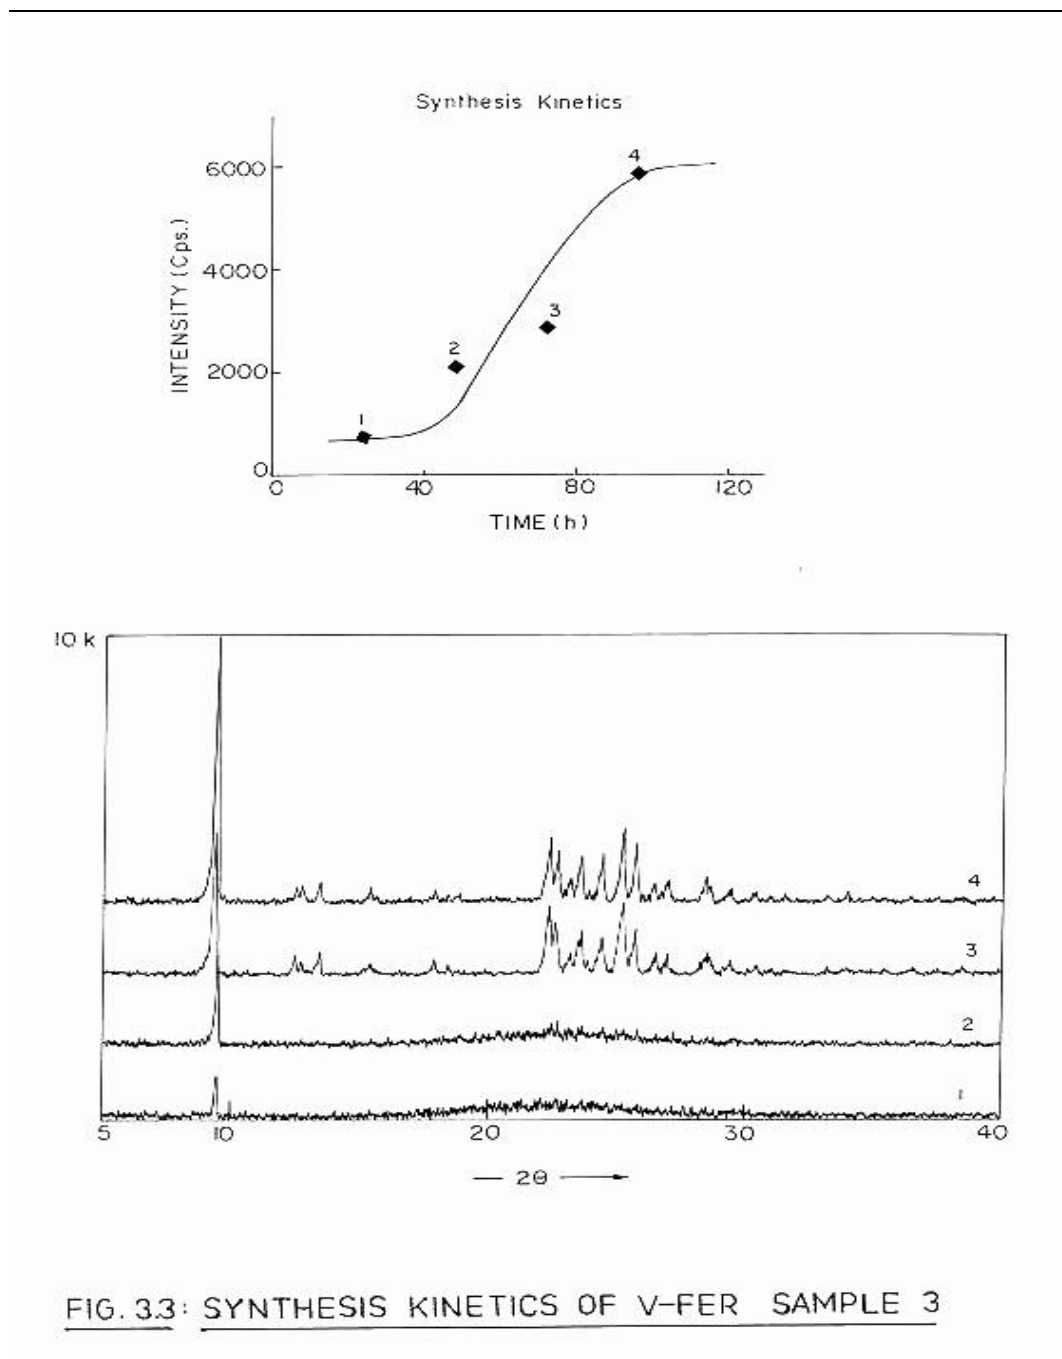 Synthesis Kinetics
6000
4000
2000
0
INTENSITY (Cps.)
1
2
3
4
0 40 80 120
TIME (h)
10 k
4
3
2
1
5 10 20 30 40
— 2θ →
FIG. 3.3: SYNTHESIS KINETICS OF V-FER SAMPLE 3